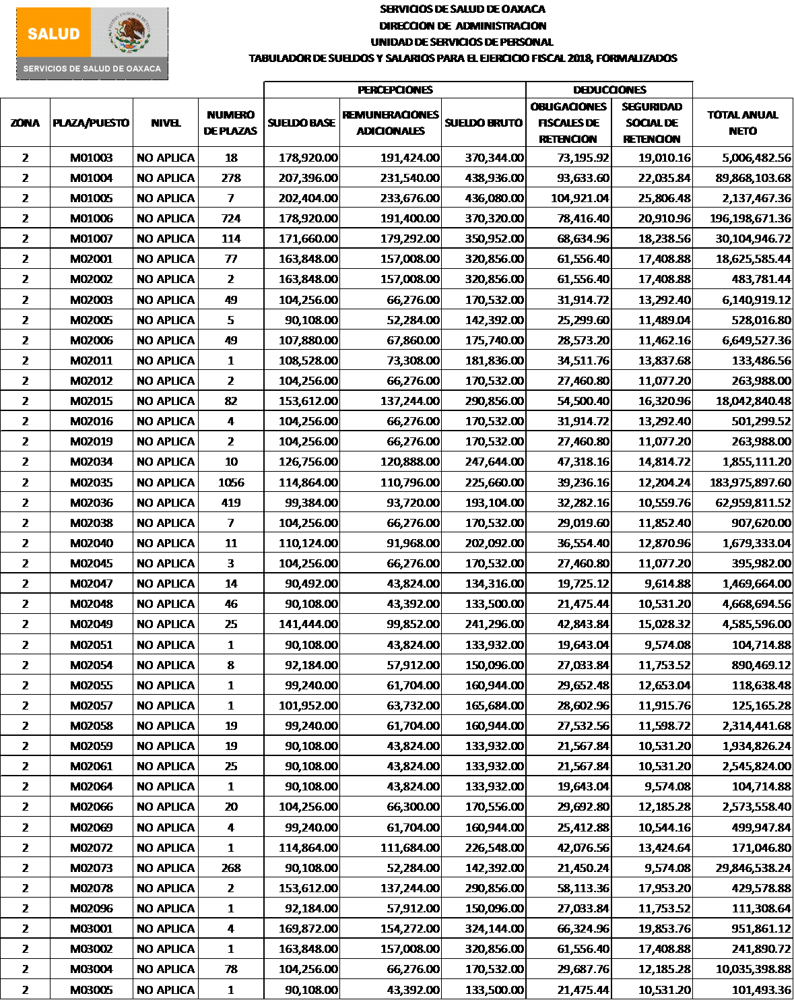 SALUD
SERVICIOS DE SALUD DE OAXACA
SERVICIOS DE SALUD DE OAXACA
DIRECCION DE ADMINISTRACION
UNIDAD DE SERVICIOS DE PERSONAL
TABULADOR DE SUELDOS Y SALARIOS PARA EL EJERCICIO FISCAL 2018, FORMALIZADOS
PERCEPCIONES DEDUCCIONES
ZONA PLAZA/PUESTO NIVEL NUMERO DE PLAZAS SUELDO BASE REMUNERACIONES ADICIONALES SUELDO BRUTO OBLIGACIONES FISCALES DE RETENCION SEGURIDAD SOCIAL DE RETENCION TOTAL ANUAL NETO
2 M01003 NO APLICA 18 178,920.00 191,424.00 370,344.00 73,195.92 19,010.16 5,006,482.56
2 M01004 NO APLICA 278 207,396.00 231,540.00 438,936.00 93,633.60 22,035.84 89,868,103.68
2 M01005 NO APLICA 7 202,404.00 233,676.00 436,080.00 104,921.04 25,806.48 2,137,467.36
2 M01006 NO APLICA 724 178,920.00 191,400.00 370,320.00 78,416.40 20,910.96 196,198,671.36
2 M01007 NO APLICA 114 171,660.00 179,292.00 350,952.00 68,634.96 18,238.56 30,104,946.72
2 M02001 NO APLICA 77 163,848.00 157,008.00 320,856.00 61,556.40 17,408.88 18,625,585.44
2 M02002 NO APLICA 2 163,848.00 157,008.00 320,856.00 61,556.40 17,408.88 483,781.44
2 M02003 NO APLICA 49 104,256.00 66,276.00 170,532.00 31,914.72 13,292.40 6,140,919.12
2 M02005 NO APLICA 5 90,108.00 52,284.00 142,392.00 25,299.60 11,489.04 528,016.80
2 M02006 NO APLICA 49 107,880.00 67,860.00 175,740.00 28,573.20 11,462.16 6,649,527.36
2 M02011 NO APLICA 1 108,528.00 73,308.00 181,836.00 34,511.76 13,837.68 133,486.56
2 M02012 NO APLICA 2 104,256.00 66,276.00 170,532.00 27,460.80 11,077.20 263,988.00
2 M02015 NO APLICA 82 153,612.00 137,244.00 290,856.00 54,500.40 16,320.96 18,042,840.48
2 M02016 NO APLICA 4 104,256.00 66,276.00 170,532.00 31,914.72 13,292.40 501,299.52
2 M02019 NO APLICA 2 104,256.00 66,276.00 170,532.00 27,460.80 11,077.20 263,988.00
2 M02034 NO APLICA 10 126,756.00 120,888.00 247,644.00 47,318.16 14,814.72 1,855,111.20
2 M02035 NO APLICA 1056 114,864.00 110,796.00 225,660.00 39,236.16 12,204.24 183,975,897.60
2 M02036 NO APLICA 419 99,384.00 93,720.00 193,104.00 32,282.16 10,559.76 62,959,811.52
2 M02038 NO APLICA 7 104,256.00 66,276.00 170,532.00 29,019.60 11,852.40 907,620.00
2 M02040 NO APLICA 11 110,124.00 91,968.00 202,092.00 36,554.40 12,870.96 1,679,333.04
2 M02045 NO APLICA 3 104,256.00 66,276.00 170,532.00 27,460.80 11,077.20 395,982.00
2 M02047 NO APLICA 14 90,492.00 43,824.00 134,316.00 19,725.12 9,614.88 1,469,664.00
2 M02048 NO APLICA 46 90,108.00 43,392.00 133,500.00 21,475.44 10,531.20 4,668,694.56
2 M02049 NO APLICA 25 141,444.00 99,852.00 241,296.00 42,843.84 15,028.32 4,585,596.00
2 M02051 NO APLICA 1 90,108.00 43,824.00 133,932.00 19,643.04 9,574.08 104,714.88
2 M02054 NO APLICA 8 92,184.00 57,912.00 150,096.00 27,033.84 11,753.52 890,469.12
2 M02055 NO APLICA 1 99,240.00 61,704.00 160,944.00 29,652.48 12,653.04 118,638.48
2 M02057 NO APLICA 1 101,952.00 63,732.00 165,684.00 28,602.96 11,915.76 125,165.28
2 M02058 NO APLICA 19 99,240.00 61,704.00 160,944.00 27,532.56 11,598.72 2,314,441.68
2 M02059 NO APLICA 19 90,108.00 43,824.00 133,932.00 21,567.84 10,531.20 1,934,826.24
2 M02061 NO APLICA 25 90,108.00 43,824.00 133,932.00 21,567.84 10,531.20 2,545,824.00
2 M02064 NO APLICA 1 90,108.00 43,824.00 133,932.00 19,643.04 9,574.08 104,714.88
2 M02066 NO APLICA 20 104,256.00 66,300.00 170,556.00 29,692.80 12,185.28 2,573,558.40
2 M02069 NO APLICA 4 99,240.00 61,704.00 160,944.00 25,412.88 10,544.16 499,947.84
2 M02072 NO APLICA 1 114,864.00 111,684.00 226,548.00 42,076.56 13,424.64 171,046.80
2 M02073 NO APLICA 268 90,108.00 52,284.00 142,392.00 21,450.24 9,574.08 29,846,538.24
2 M02078 NO APLICA 2 153,612.00 137,244.00 290,856.00 58,113.36 17,953.20 429,578.88
2 M02096 NO APLICA 1 92,184.00 57,912.00 150,096.00 27,033.84 11,753.52 111,308.64
2 M03001 NO APLICA 4 169,872.00 154,272.00 324,144.00 66,324.96 19,853.76 951,861.12
2 M03002 NO APLICA 1 163,848.00 157,008.00 320,856.00 61,556.40 17,408.88 241,890.72
2 M03004 NO APLICA 78 104,256.00 66,276.00 170,532.00 29,687.76 12,185.28 10,035,398.88
2 M03005 NO APLICA 1 90,108.00 43,392.00 133,500.00 21,475.44 10,531.20 101,493.36